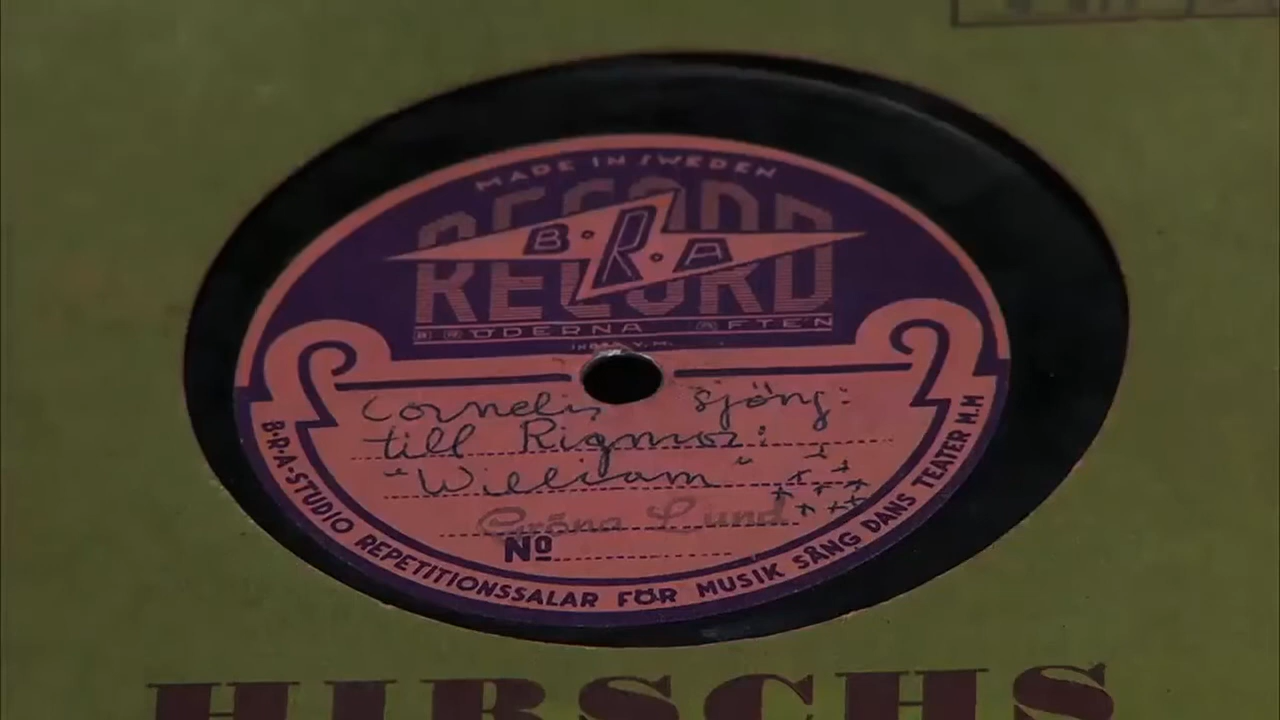 MADE IN SWEDEN
RECORD
B·R·A
RECORD
BRÖDERNA AFTÉN
Cornelis sjöng:
till Rigmor:
"William"
Gröna Lund
No
B·R·A·STUDIO REPETITIONSSALAR FÖR MUSIK SÅNG DANS TEATER M.M
HIRSCHS